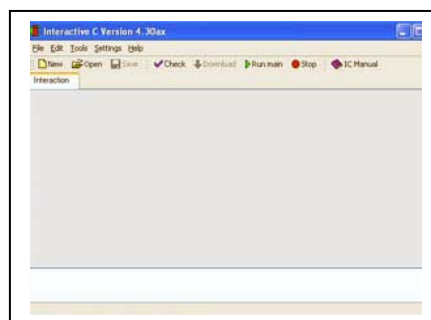 Interactive C Version 4.30ax
File Edit Tools Settings Help
New Open Save Check Download Run main Stop IC Manual
Interaction